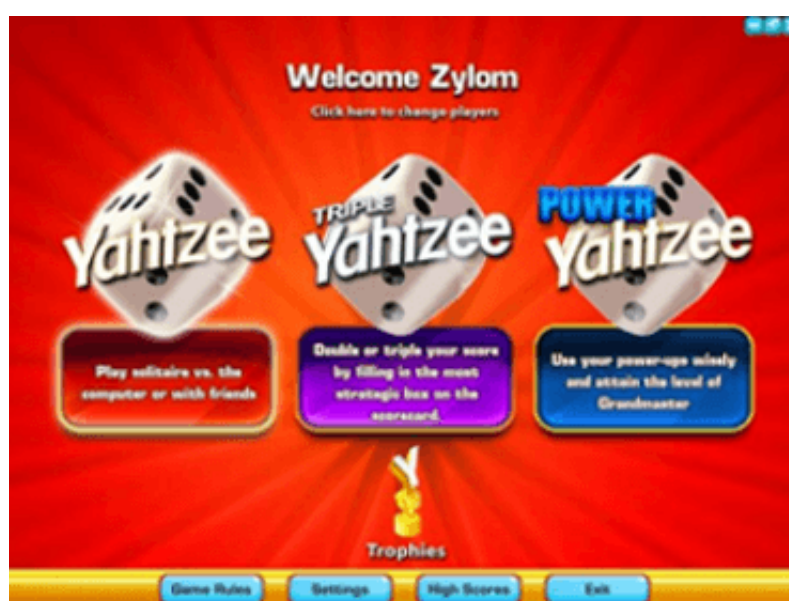 Welcome Zylom
Click here to change players
Yahtzee
TRIPLE
Yahtzee
POWER
Yahtzee
Play solitaire vs. the
computer or with friends
Double or triple your score
by filling in the most
strategic box on the
scorecard.
Use your power-ups wisely
and attain the level of
Grandmaster
Y
Trophies
Game Rules
Settings
High Scores
Exit